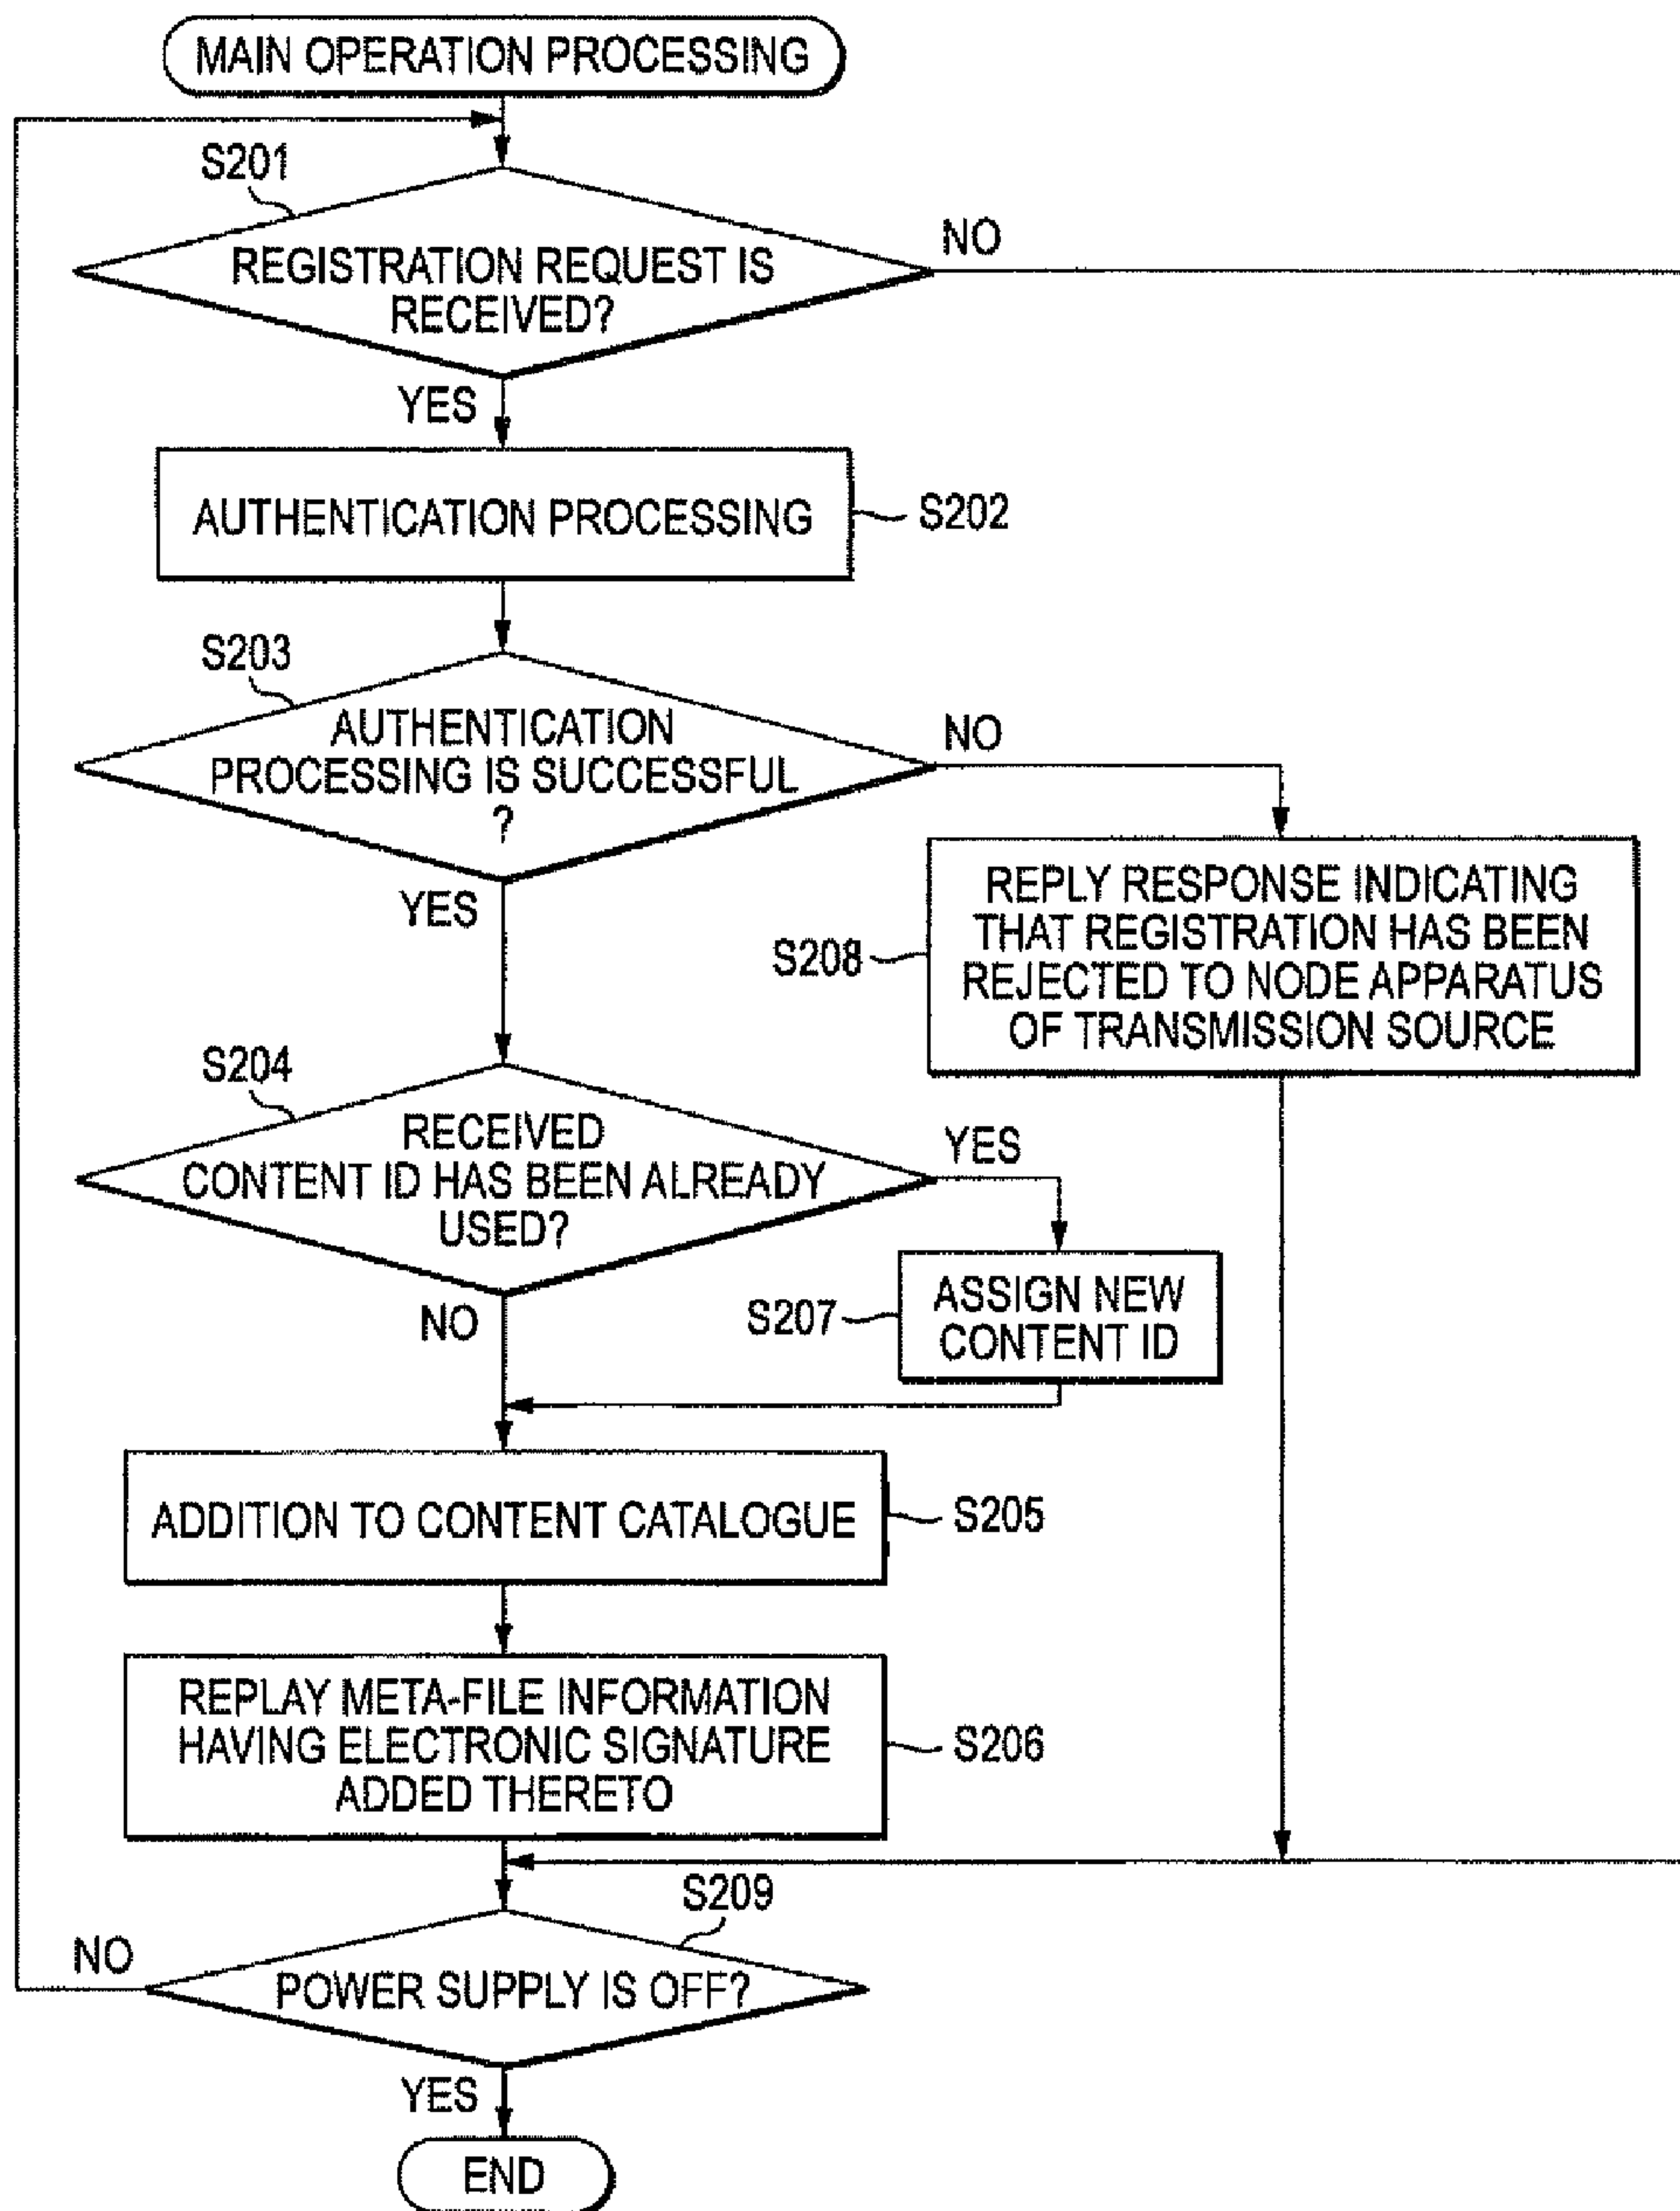 MAIN OPERATION PROCESSING
S201
REGISTRATION REQUEST IS
RECEIVED?
NO
YES
AUTHENTICATION PROCESSING
S202
S203
AUTHENTICATION
PROCESSING IS SUCCESSFUL
?
NO
YES
S208
REPLY RESPONSE INDICATING
THAT REGISTRATION HAS BEEN
REJECTED TO NODE APPARATUS
OF TRANSMISSION SOURCE
S204
RECEIVED
CONTENT ID HAS BEEN ALREADY
USED?
YES
NO
S207
ASSIGN NEW
CONTENT ID
ADDITION TO CONTENT CATALOGUE
S205
REPLAY META-FILE INFORMATION
HAVING ELECTRONIC SIGNATURE
ADDED THERETO
S206
S209
NO
POWER SUPPLY IS OFF?
YES
END